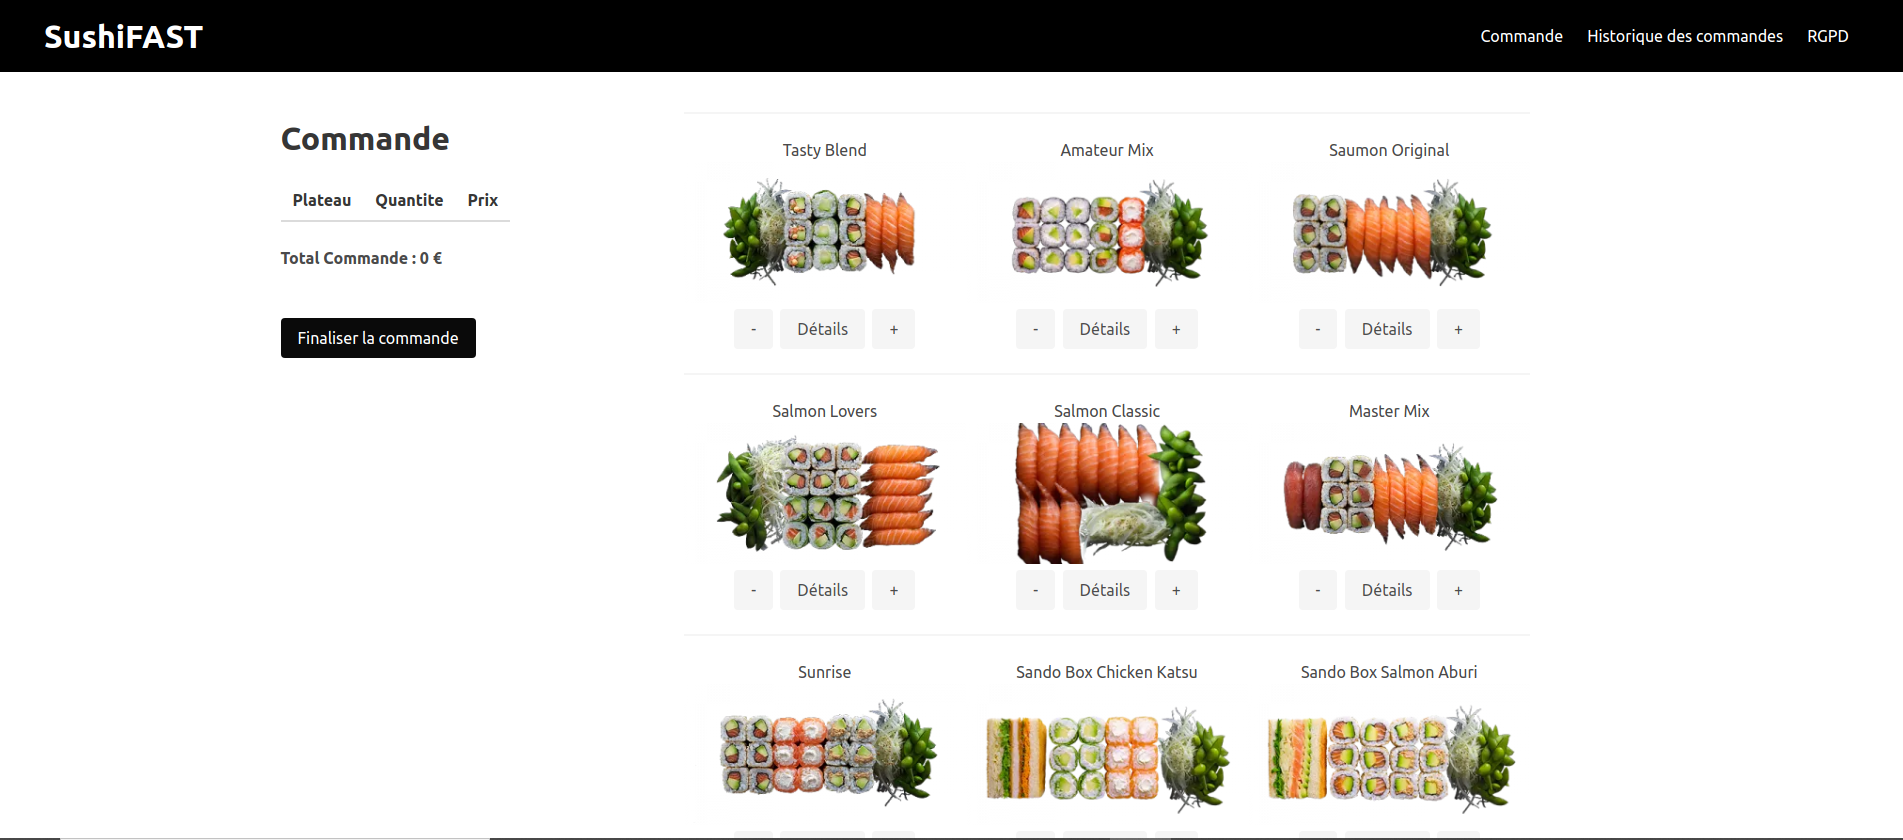 SushiFAST
Commande Historique des commandes RGPD
Commande
Plateau Quantite Prix
Total Commande : 0 €
Finaliser la commande
Tasty Blend Amateur Mix Saumon Original
- Détails + - Détails + - Détails +
Salmon Lovers Salmon Classic Master Mix
- Détails + - Détails + - Détails +
Sunrise Sando Box Chicken Katsu Sando Box Salmon Aburi